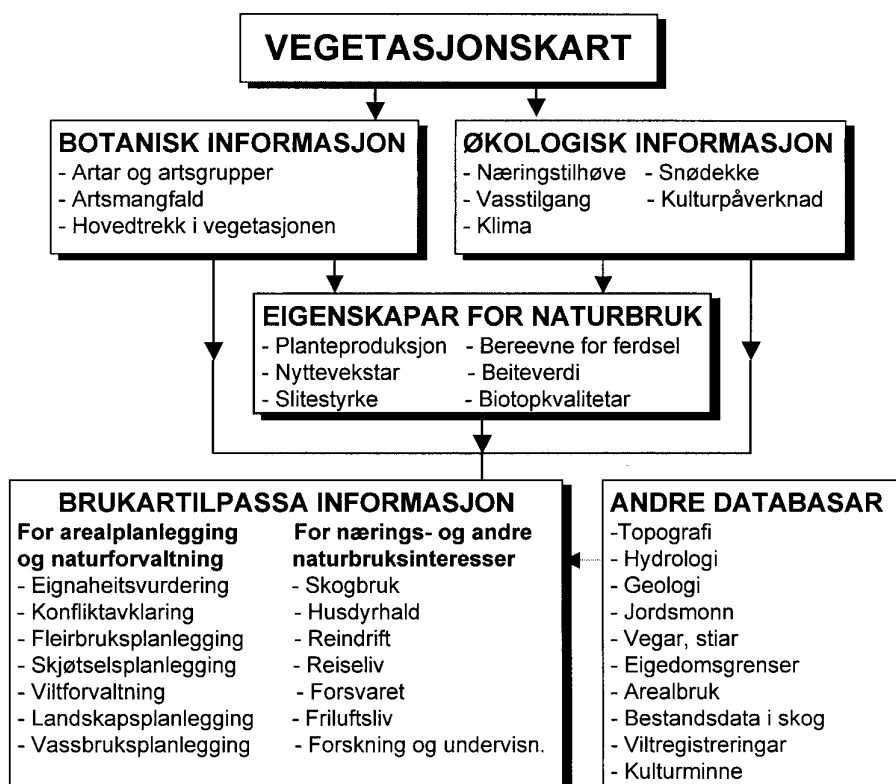 VEGETASJONSKART
BOTANISK INFORMASJON
- Artar og artsgrupper
- Artsmangfald
- Hovedtrekk i vegetasjonen
ØKOLOGISK INFORMASJON
- Næringstilhøve - Snødekke
- Vasstilgang - Kulturpåverknad
- Klima
EIGENSKAPAR FOR NATURBRUK
- Planteproduksjon - Bereevne for ferdsel
- Nyttevekstar - Beiteverdi
- Slitestyrke - Biotopkvalitetar
BRUKARTILPASSA INFORMASJON
For arealplanlegging
og naturforvaltning
- Eignaheitsvurdering
- Konfliktavklaring
- Fleirbruksplanlegging
- Skjøtselsplanlegging
- Viltforvaltning
- Landskapsplanlegging
- Vassbruksplanlegging
For nærings- og andre
naturbruksinteresser
- Skogbruk
- Husdyrhald
- Reindrift
- Reiseliv
- Forsvaret
- Friluftsliv
- Forskning og undervisn.
ANDRE DATABASAR
-Topografi
- Hydrologi
- Geologi
- Jordsmonn
- Vegar, stiar
- Eigedomsgrenser
- Arealbruk
- Bestandsdata i skog
- Viltregistreringar
- Kulturminne